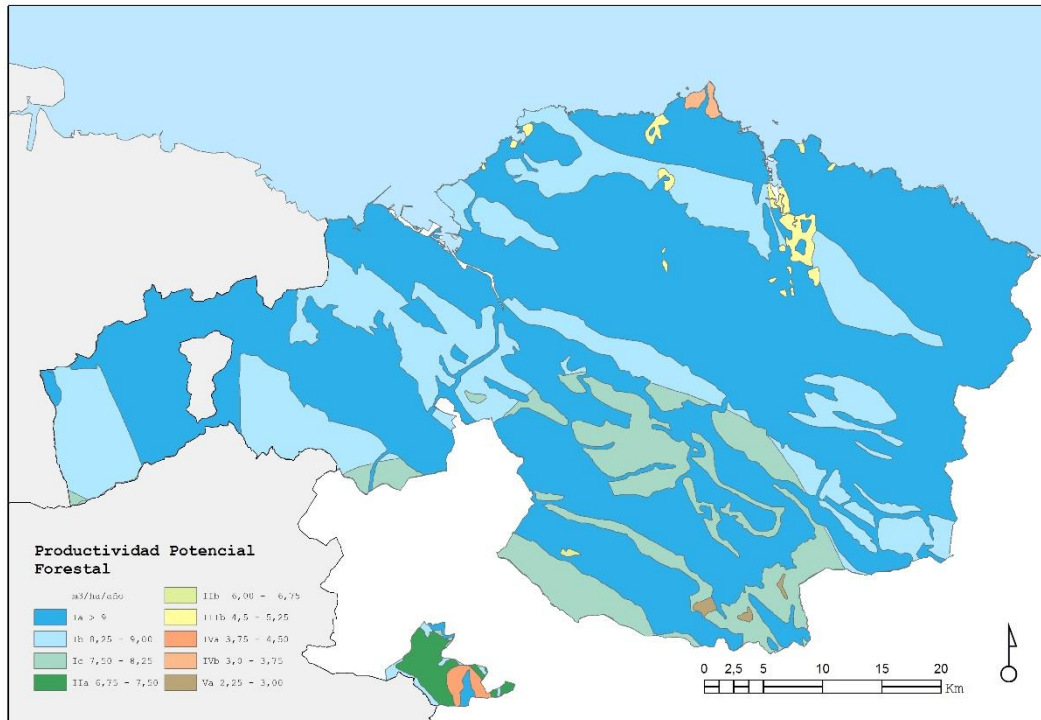 Productividad Potencial
Forestal
m3/ha/año
Ia > 9
Ib 8,25 - 9,00
Ic 7,50 - 8,25
IIa 6,75 - 7,50
IIb 6,00 - 6,75
IIIb 4,5 - 5,25
IVa 3,75 - 4,50
IVb 3,0 - 3,75
Va 2,25 - 3,00
0 2,5 5 10 15 20
Km